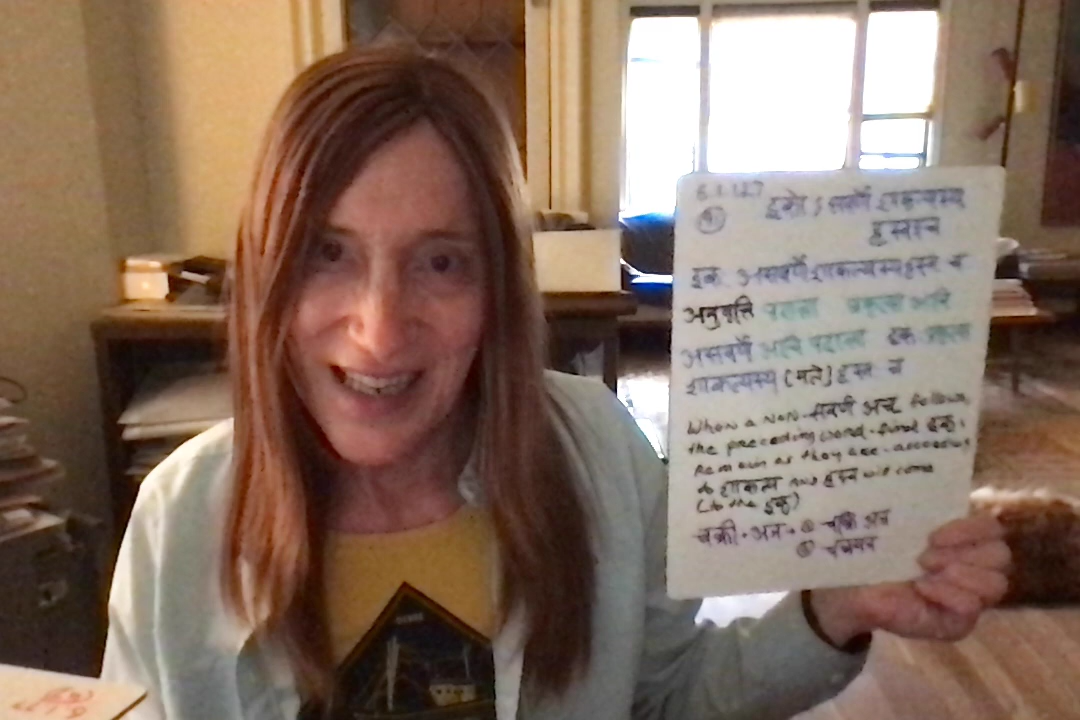 6.1.127
④ इकोऽसवर्णे शाकल्यस्य
ह्रस्वश्च
इकः असवर्णे शाकल्यस्य ह्रस्वः च
अनुवृत्ति अचि
असवर्णे अचि इकः
शाकल्यस्य [मते] ह्रस्वः च
When a non-सवर्ण अच् follows,
the preceding word-final इक्s
Remain as they are - according
to शाकल्य and ह्रस्व will come
(to the इक्)
चक्री + अत्र → ⓐ चक्रि अत्र
ⓑ